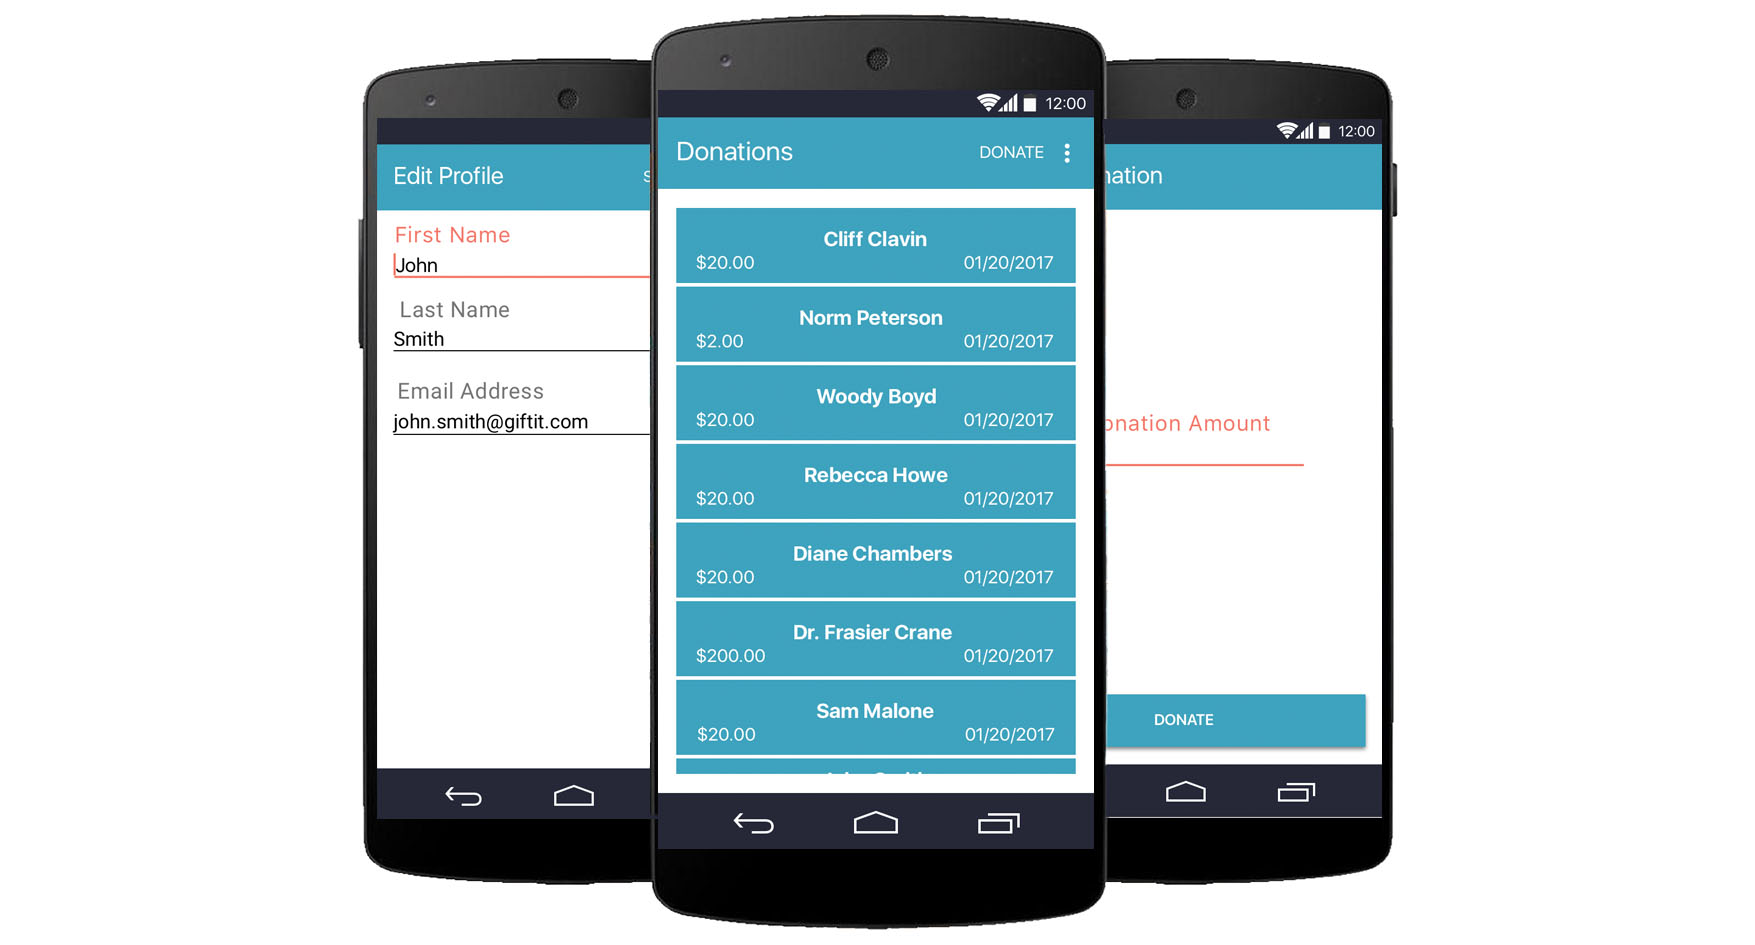 Edit Profile
First Name
John
Last Name
Smith
Email Address
john.smith@giftit.com
12:00
Donations DONATE
Cliff Clavin
$20.00 01/20/2017
Norm Peterson
$2.00 01/20/2017
Woody Boyd
$20.00 01/20/2017
Rebecca Howe
$20.00 01/20/2017
Diane Chambers
$20.00 01/20/2017
Dr. Frasier Crane
$200.00 01/20/2017
Sam Malone
$20.00 01/20/2017
12:00
nation
onation Amount
DONATE